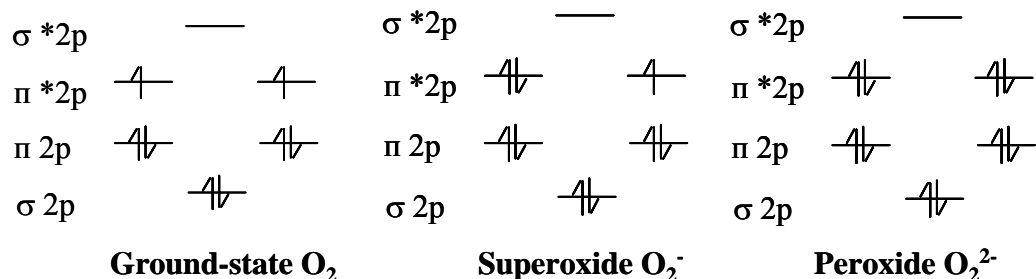 σ *2p σ *2p σ *2p
π *2p π *2p π *2p
π 2p π 2p π 2p
σ 2p σ 2p σ 2p
Ground-state O₂ Superoxide O₂⁻ Peroxide O₂²⁻